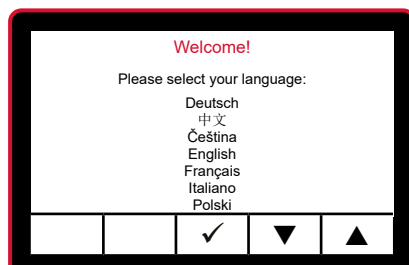 Welcome!
Please select your language:
Deutsch
中文
Čeština
English
Français
Italiano
Polski